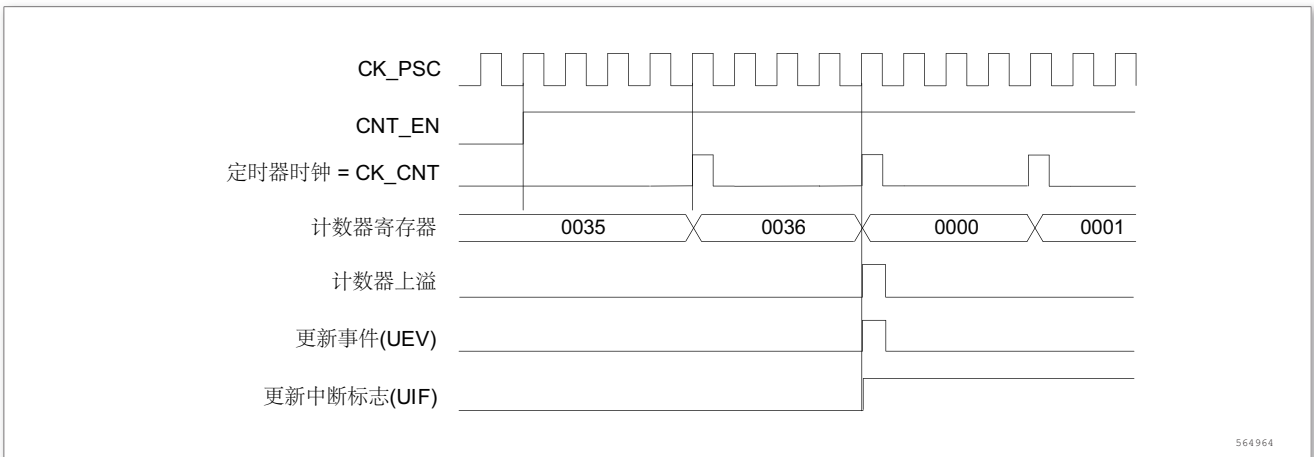 CK_PSC
CNT_EN
定时器时钟 = CK_CNT
计数器寄存器 0035 0036 0000 0001
计数器上溢
更新事件(UEV)
更新中断标志(UIF)
564964